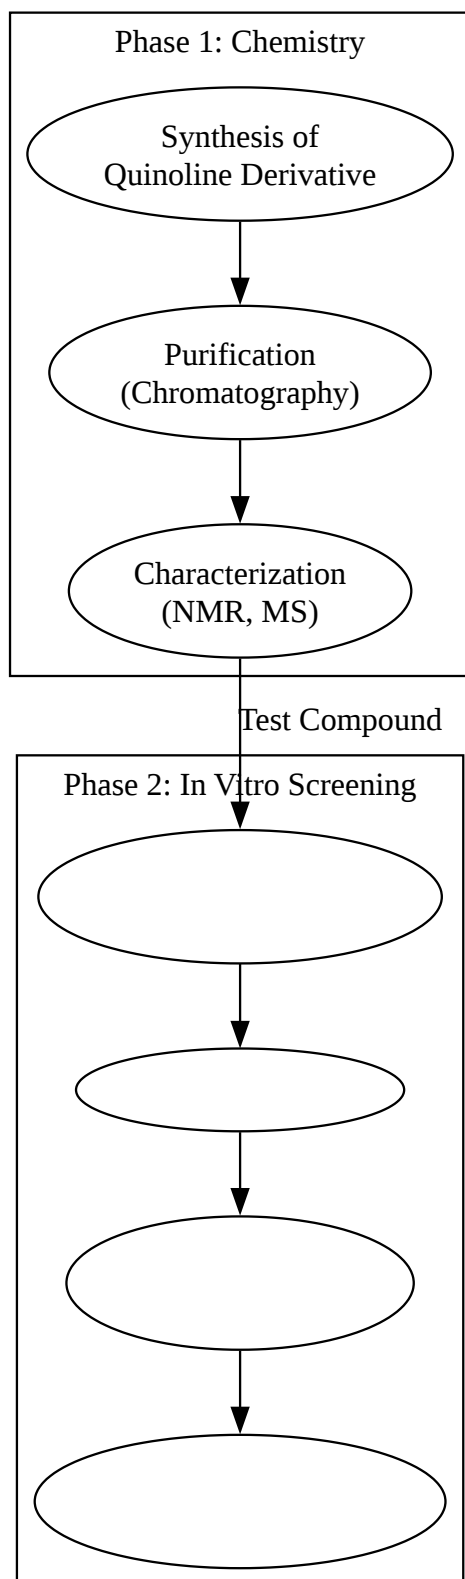 Phase 1: Chemistry
Synthesis of
Quinoline Derivative
Purification
(Chromatography)
Characterization
(NMR, MS)
Test Compound
Phase 2: In Vitro Screening